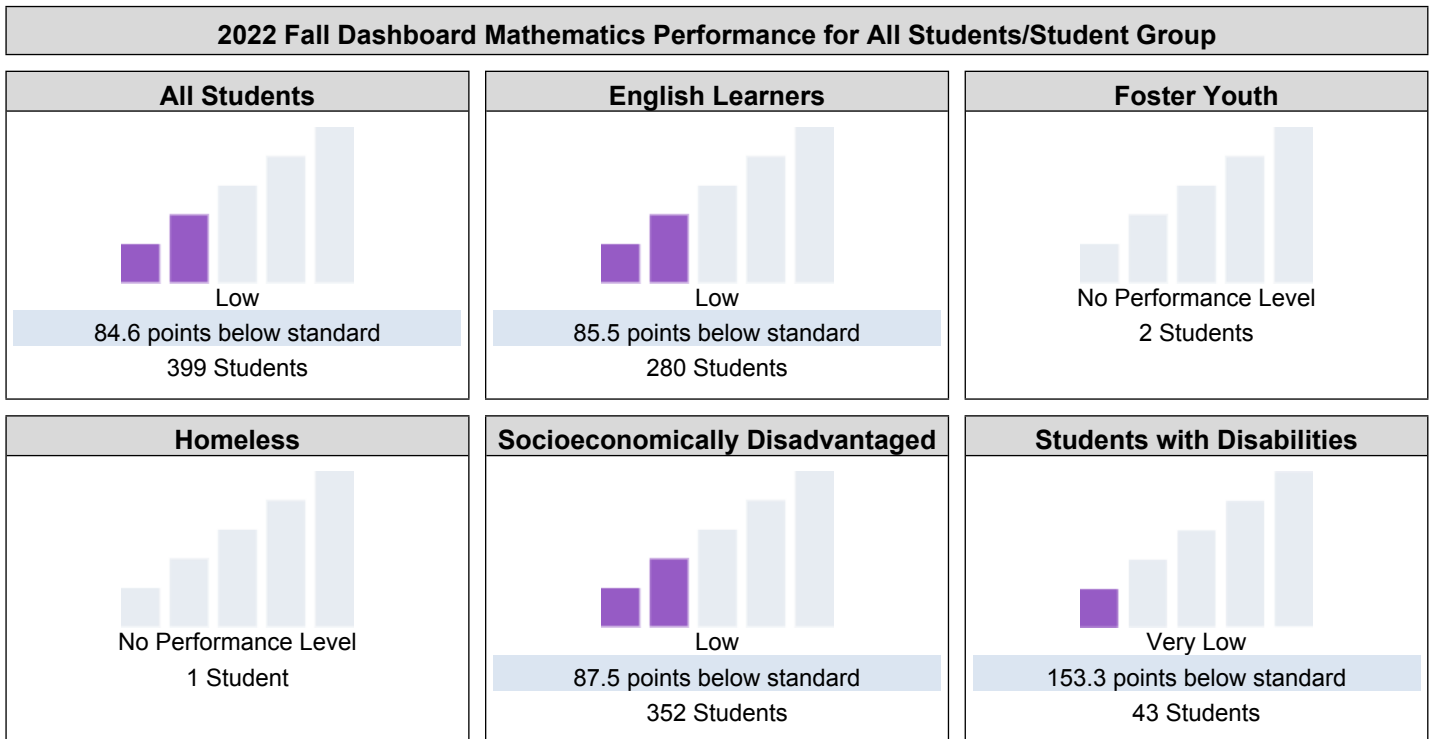 2022 Fall Dashboard Mathematics Performance for All Students/Student Group
All Students
Low
84.6 points below standard
399 Students
English Learners
Low
85.5 points below standard
280 Students
Foster Youth
No Performance Level
2 Students
Homeless
No Performance Level
1 Student
Socioeconomically Disadvantaged
Low
87.5 points below standard
352 Students
Students with Disabilities
Very Low
153.3 points below standard
43 Students